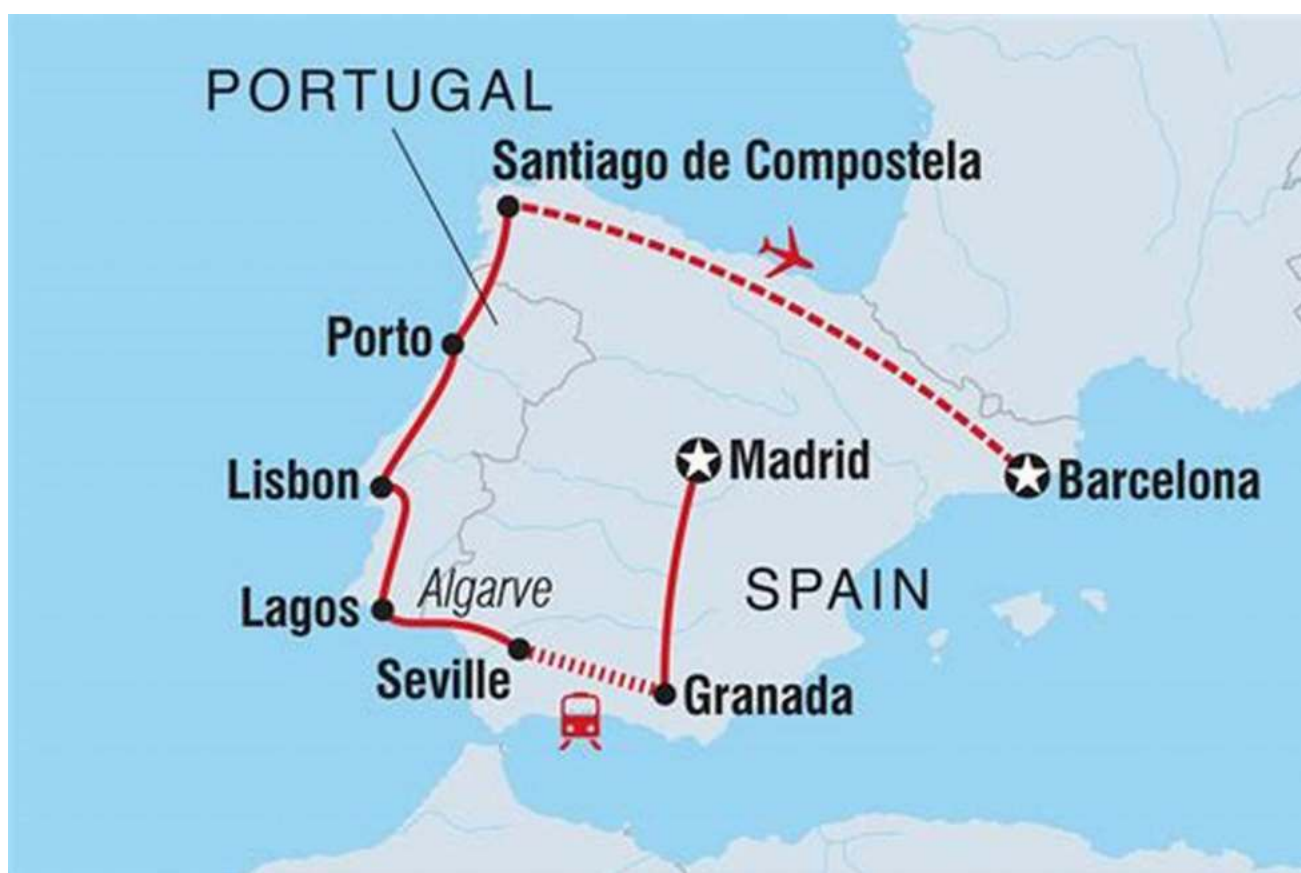 PORTUGAL
Santiago de Compostela
Porto
Madrid
Lisbon
Barcelona
Algarve
SPAIN
Lagos
Seville
Granada